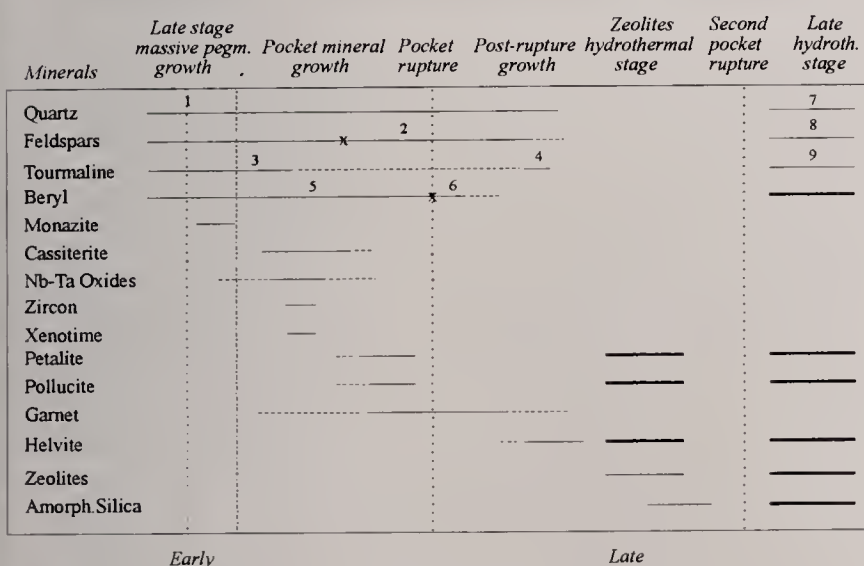 Minerals
Late stage
massive pegm.
growth
Pocket mineral
growth
Pocket
rupture
Post-rupture
growth
Zeolites
hydrothermal
stage
Second
pocket
rupture
Late
hydroth.
stage
Quartz 1 7
Feldspars x 2 8
Tourmaline 3 4 9
Beryl 5 x 6
Monazite
Cassiterite
Nb-Ta Oxides
Zircon
Xenotime
Petalite
Pollucite
Garnet
Helvite
Zeolites
Amorph.Silica
Early Late